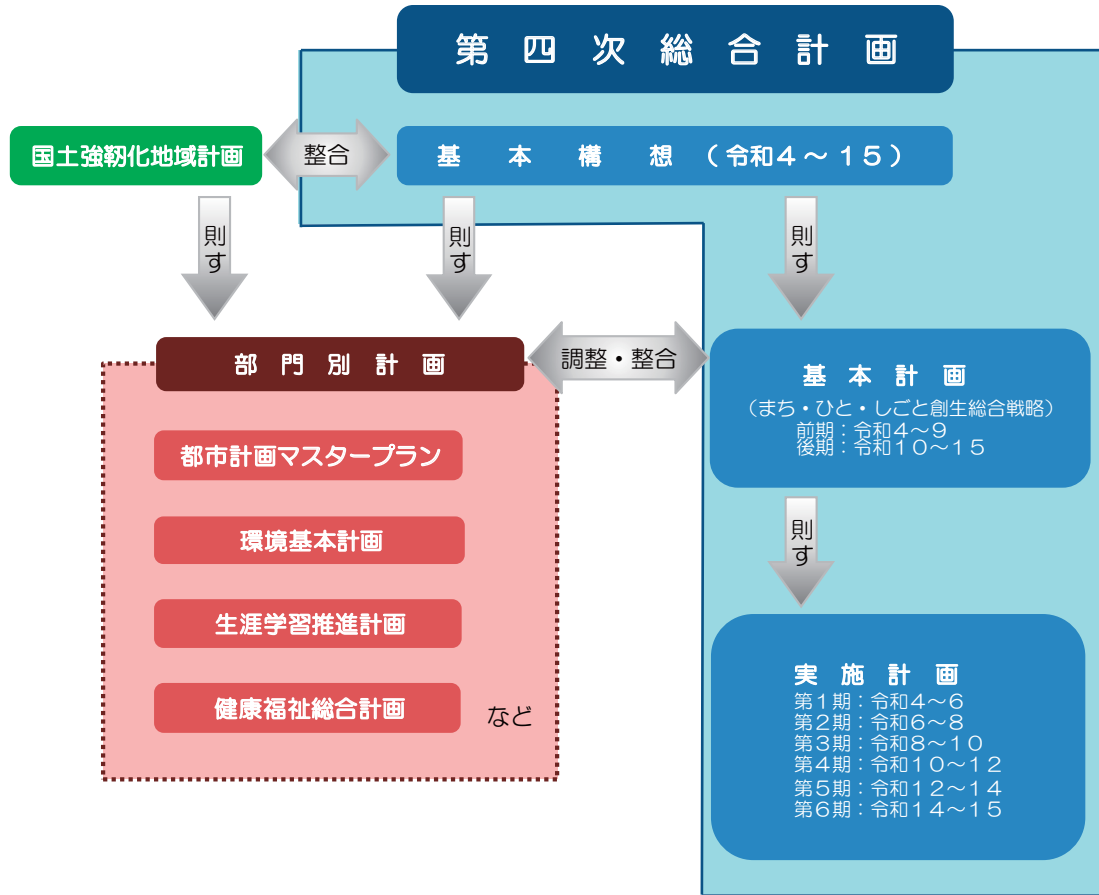 第四次総合計画
国土強靱化地域計画
整合
基本構想（令和４～１５）
則す
則す
則す
部門別計画
調整・整合
基本計画
（まち・ひと・しごと創生総合戦略）
前期：令和４～９
後期：令和１０～１５
都市計画マスタープラン
環境基本計画
生涯学習推進計画
健康福祉総合計画
など
則す
実施計画
第１期：令和４～６
第２期：令和６～８
第３期：令和８～１０
第４期：令和１０～１２
第５期：令和１２～１４
第６期：令和１４～１５